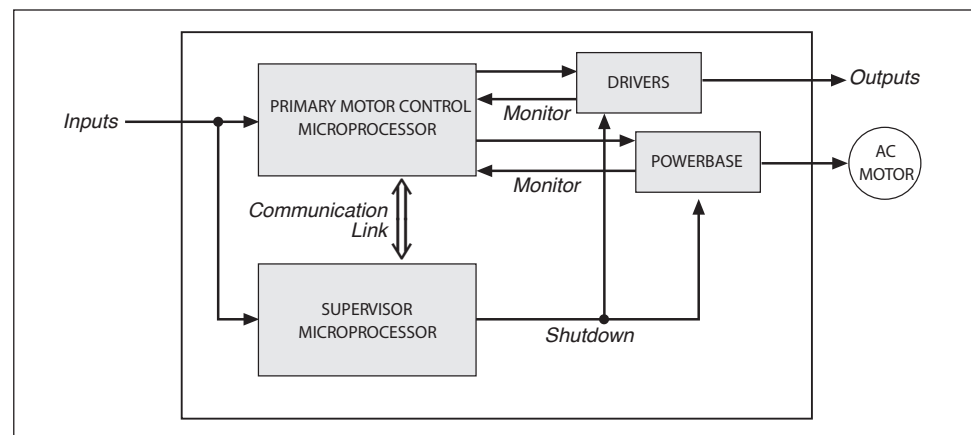 DRIVERS
Outputs
PRIMARY MOTOR CONTROL
MICROPROCESSOR
Monitor
Inputs
POWERBASE
AC
MOTOR
Monitor
Communication
Link
SUPERVISOR
MICROPROCESSOR
Shutdown